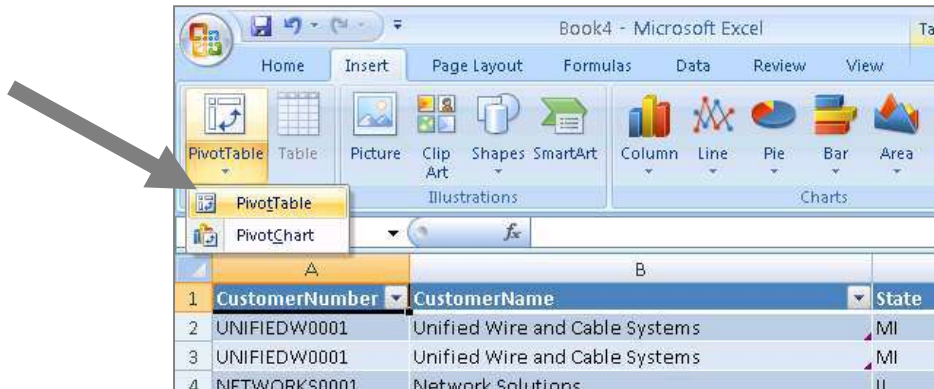 Book4 - Microsoft Excel Ta
Home Insert Page Layout Formulas Data Review View
PivotTable Table Picture Clip Art Shapes SmartArt Column Line Pie Bar Area
Illustrations Charts
PivotTable
PivotChart
fx
A B
1 CustomerNumber CustomerName State
2 UNIFIEDW0001 Unified Wire and Cable Systems MI
3 UNIFIEDW0001 Unified Wire and Cable Systems MI
4 NETWORKS0001 Network Solutions IL